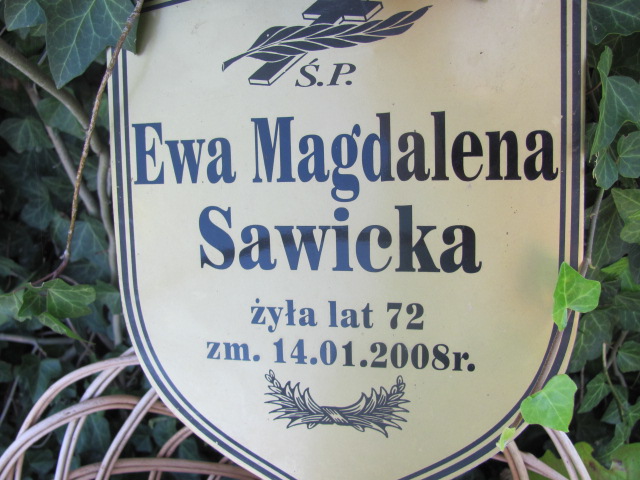 Ś.P.
Ewa Magdalena
Sawicka
żyła lat 72
zm. 14.01.2008r.